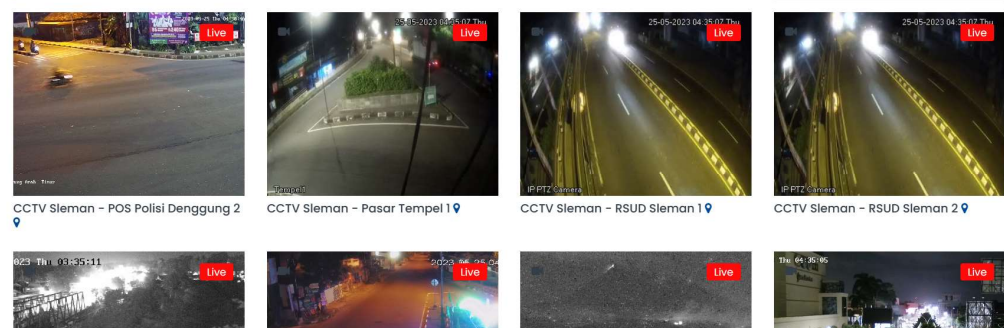 Live
25-05-2023 04:35:07 Thu
Live
25-05-2023 04:35:07 Thu
Live
25-05-2023 04:35:07 Thu
Live
Tempel1
IP PTZ Camera
IP PTZ Camera
CCTV Sleman - POS Polisi Denggung 2
CCTV Sleman - Pasar Tempel 1
CCTV Sleman - RSUD Sleman 1
CCTV Sleman - RSUD Sleman 2
023 Thu 03:35:11
Live
Live
Live
Thu 04:35:05
Live